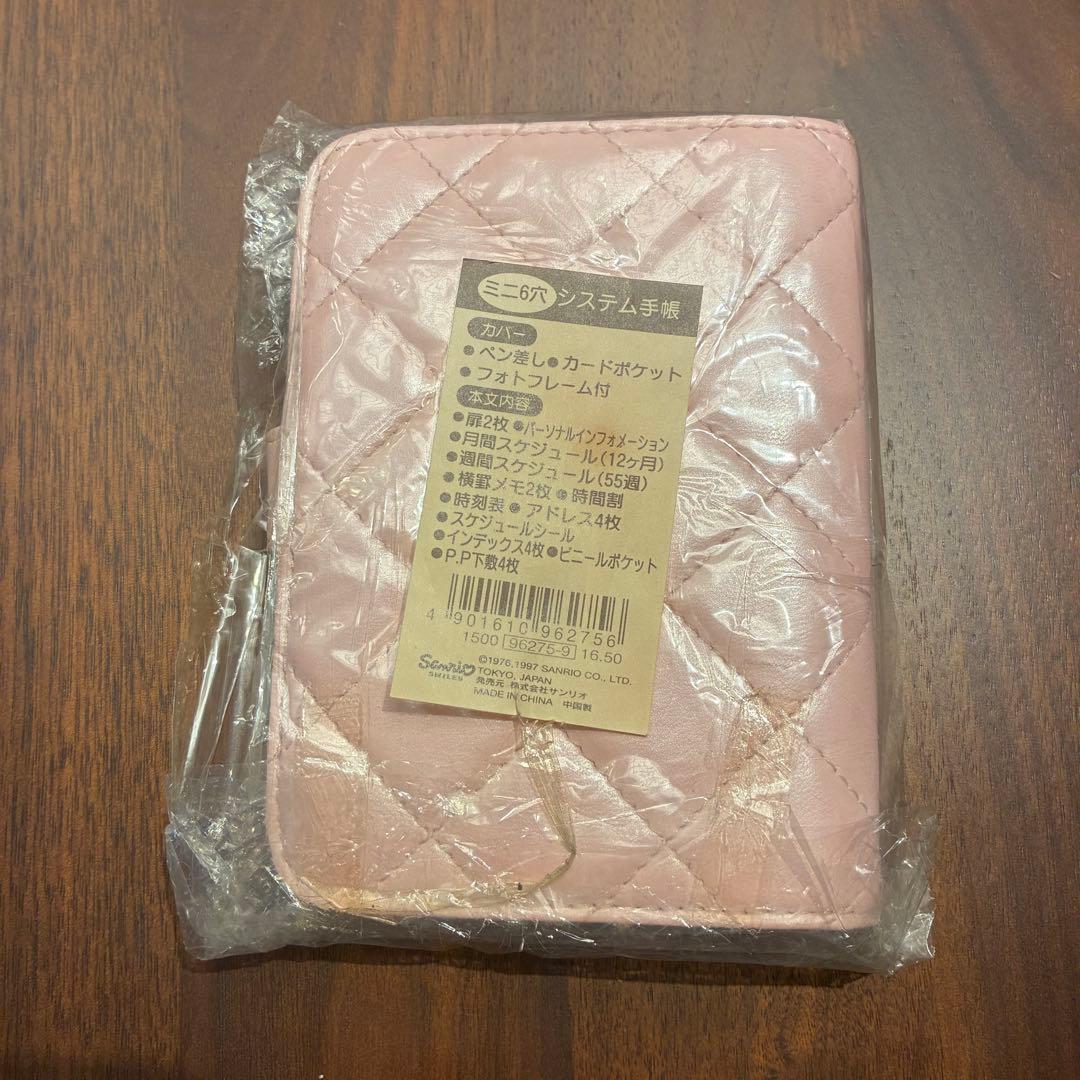 ミニ6穴 システム手帳
カバー
●ペン差し●カードポケット
●フォトフレーム付
本文内容
●扉2枚●パーソナルインフォメーション
●月間スケジュール(12ヶ月)
●週間スケジュール(55週)
●横罫メモ2枚●時間割
●時刻表●アドレス4枚
●スケジュールシール
●インデックス4枚●ビニールポケット
●P.P下敷4枚
4 901610 962756
1500 96275-9 16.50
Sanrio SMILES
©1976,1997 SANRIO CO., LTD.
TOKYO, JAPAN
発売元 株式会社サンリオ
MADE IN CHINA 中国製